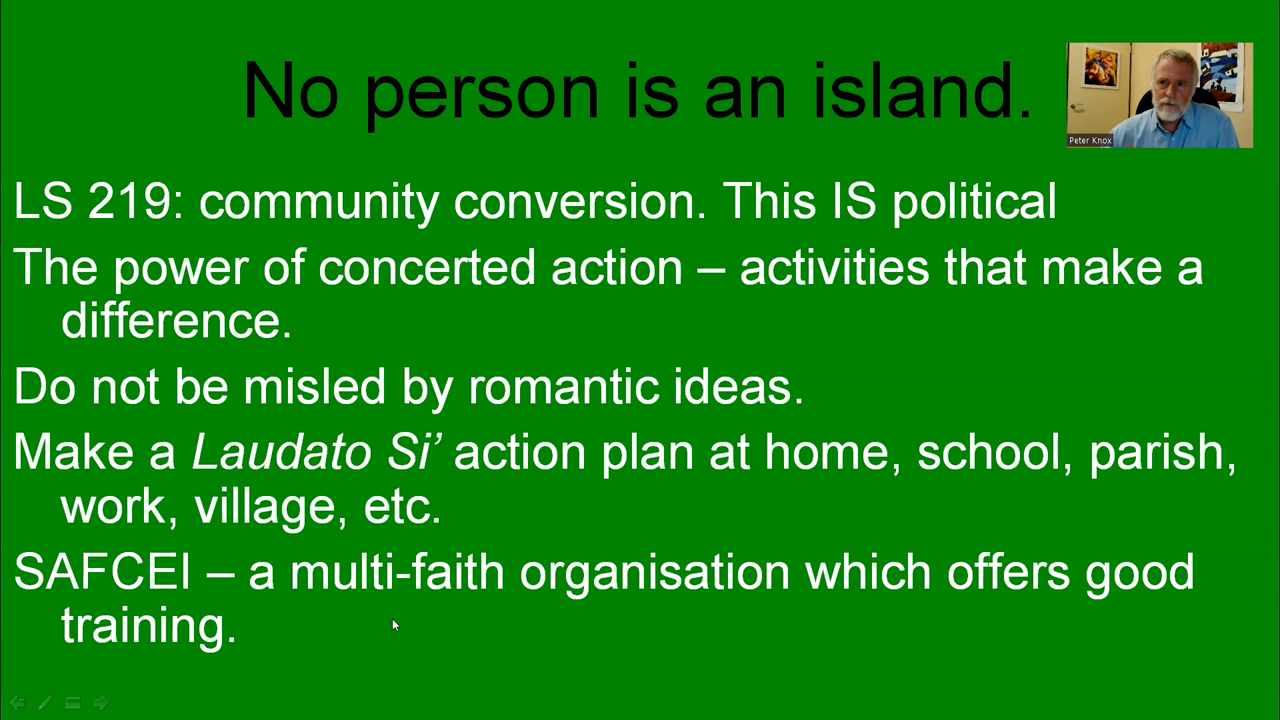 No person is an island.
Peter Knox
LS 219: community conversion. This IS political
The power of concerted action – activities that make a
difference.
Do not be misled by romantic ideas.
Make a Laudato Si’ action plan at home, school, parish,
work, village, etc.
SAFCEI – a multi-faith organisation which offers good
training.